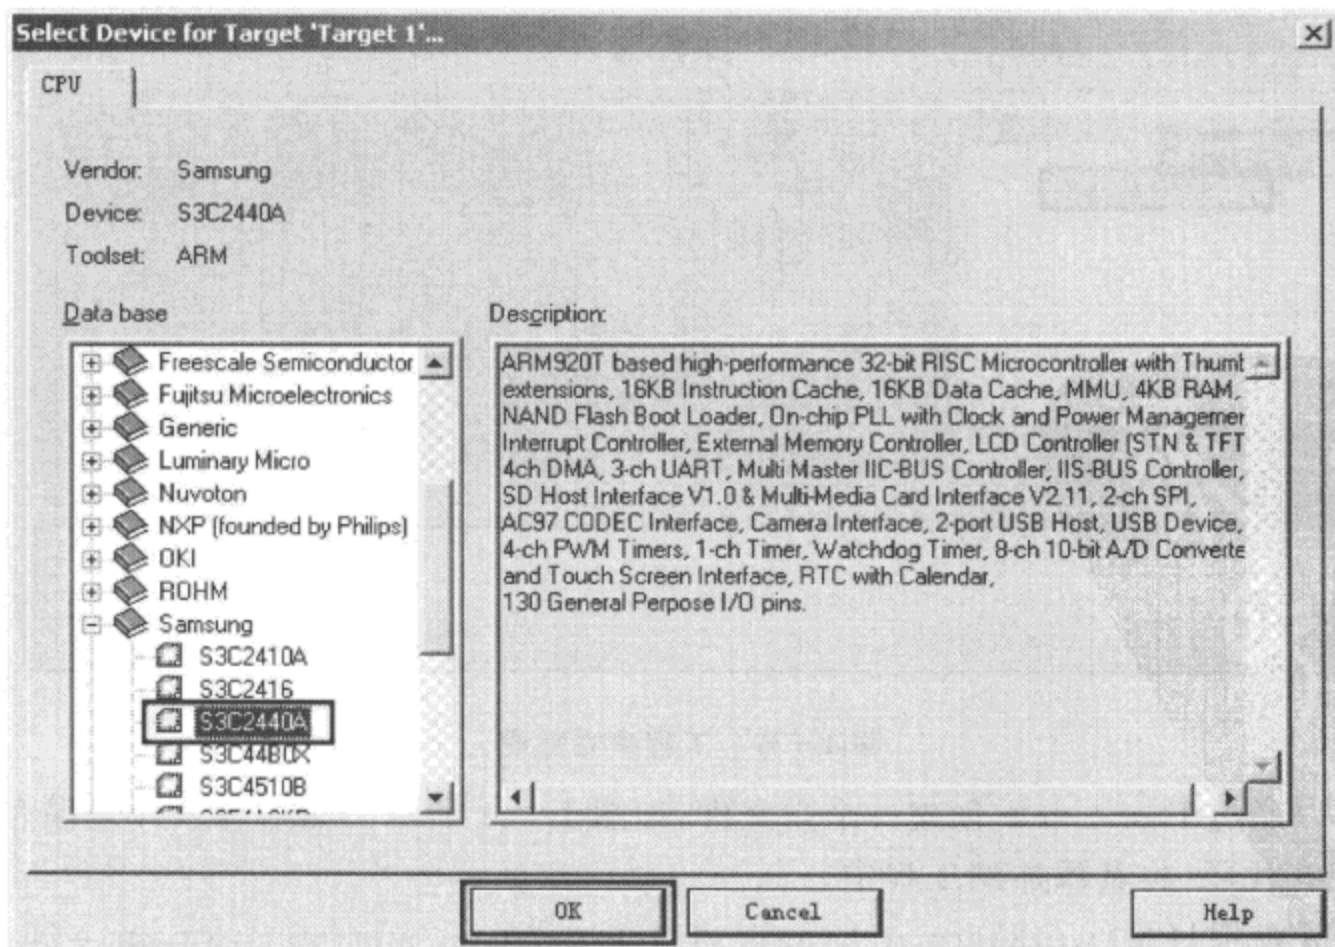 Select Device for Target 'Target 1'...
CPU
Vendor: Samsung
Device: S3C2440A
Toolset: ARM
Data base
Freescale Semiconductor
Fujitsu Microelectronics
Generic
Luminary Micro
Nuvoton
NXP (founded by Philips)
OKI
ROHM
Samsung
S3C2410A
S3C2416
S3C2440A
S3C44B0X
S3C4510B
Description:
ARM920T based high-performance 32-bit RISC Microcontroller with Thumb
extensions, 16KB Instruction Cache, 16KB Data Cache, MMU, 4KB RAM,
NAND Flash Boot Loader, On-chip PLL with Clock and Power Managemer
Interrupt Controller, External Memory Controller, LCD Controller (STN & TFT
4ch DMA, 3-ch UART, Multi Master IIC-BUS Controller, IIS-BUS Controller,
SD Host Interface V1.0 & Multi-Media Card Interface V2.11, 2-ch SPI,
AC97 CODEC Interface, Camera Interface, 2-port USB Host, USB Device,
4-ch PWM Timers, 1-ch Timer, Watchdog Timer, 8-ch 10-bit A/D Converte
and Touch Screen Interface, RTC with Calendar,
130 General Perpose I/O pins.
OK
Cancel
Help